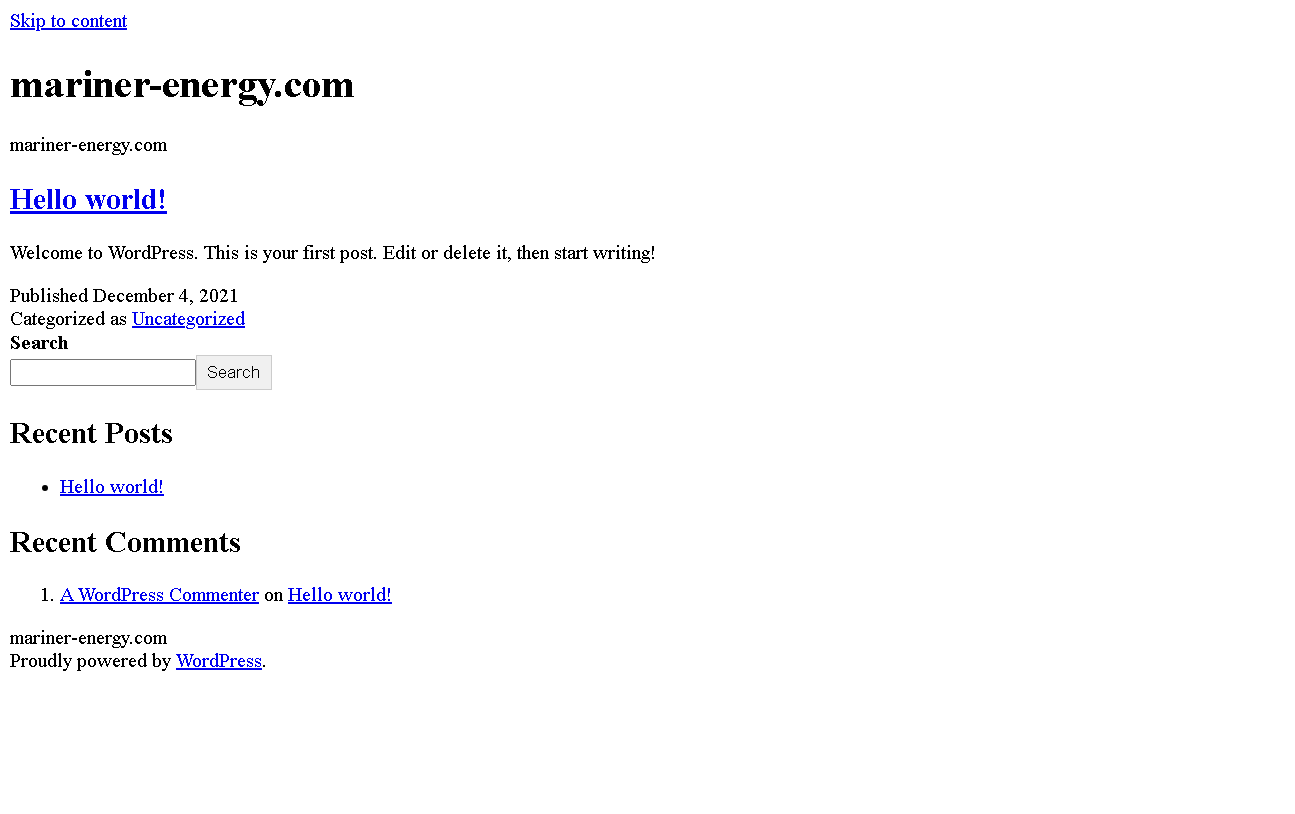 Skip to content
mariner-energy.com
mariner-energy.com
Hello world!
Welcome to WordPress. This is your first post. Edit or delete it, then start writing!
Published December 4, 2021
Categorized as Uncategorized
Search
Search
Recent Posts
Hello world!
Recent Comments
1. A WordPress Commenter on Hello world!
mariner-energy.com
Proudly powered by WordPress.